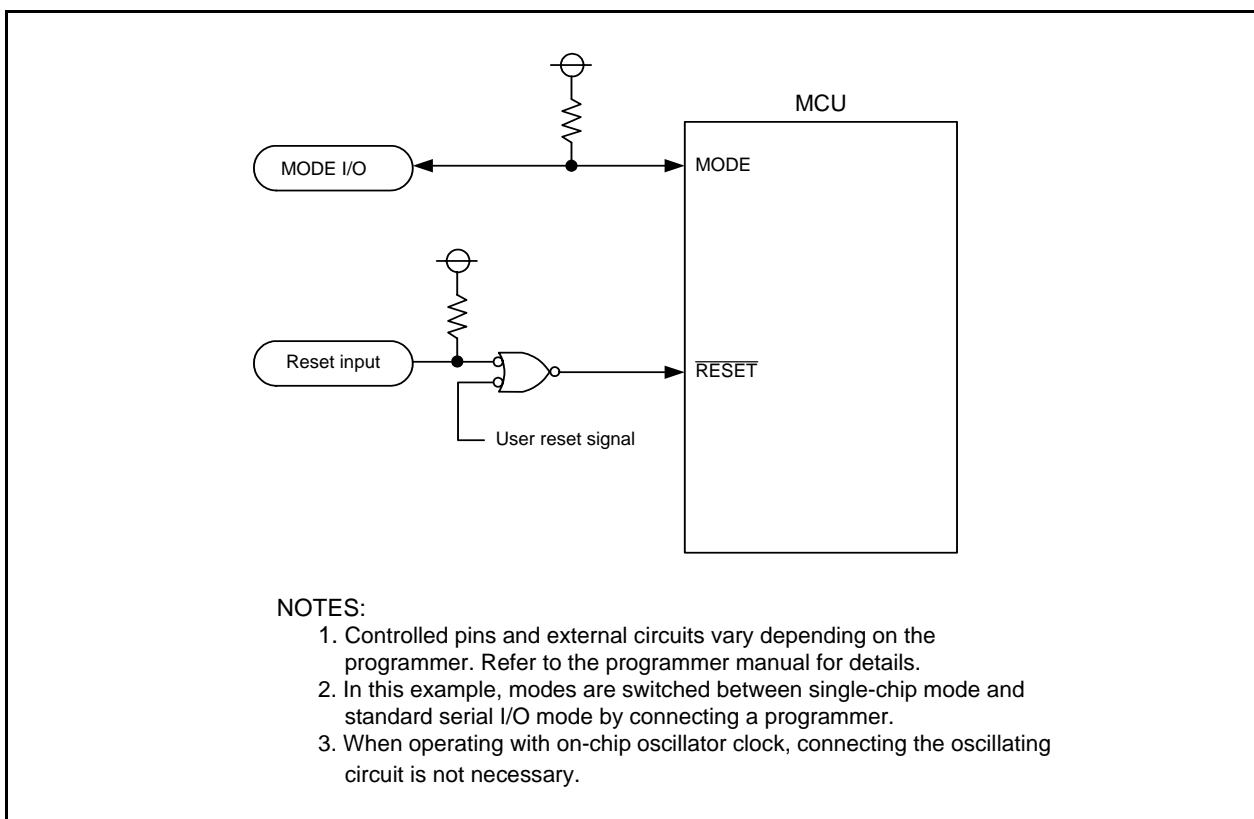 MCU
MODE I/O
MODE
Reset input
RESET
User reset signal
NOTES:
1. Controlled pins and external circuits vary depending on the
programmer. Refer to the programmer manual for details.
2. In this example, modes are switched between single-chip mode and
standard serial I/O mode by connecting a programmer.
3. When operating with on-chip oscillator clock, connecting the oscillating
circuit is not necessary.